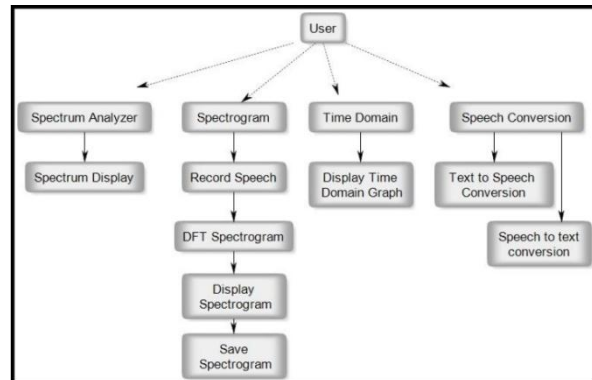 User
Spectrum Analyzer
Spectrogram
Time Domain
Speech Conversion
Spectrum Display
Record Speech
Display Time
Domain Graph
Text to Speech
Conversion
DFT Spectrogram
Speech to text
conversion
Display
Spectrogram
Save
Spectrogram